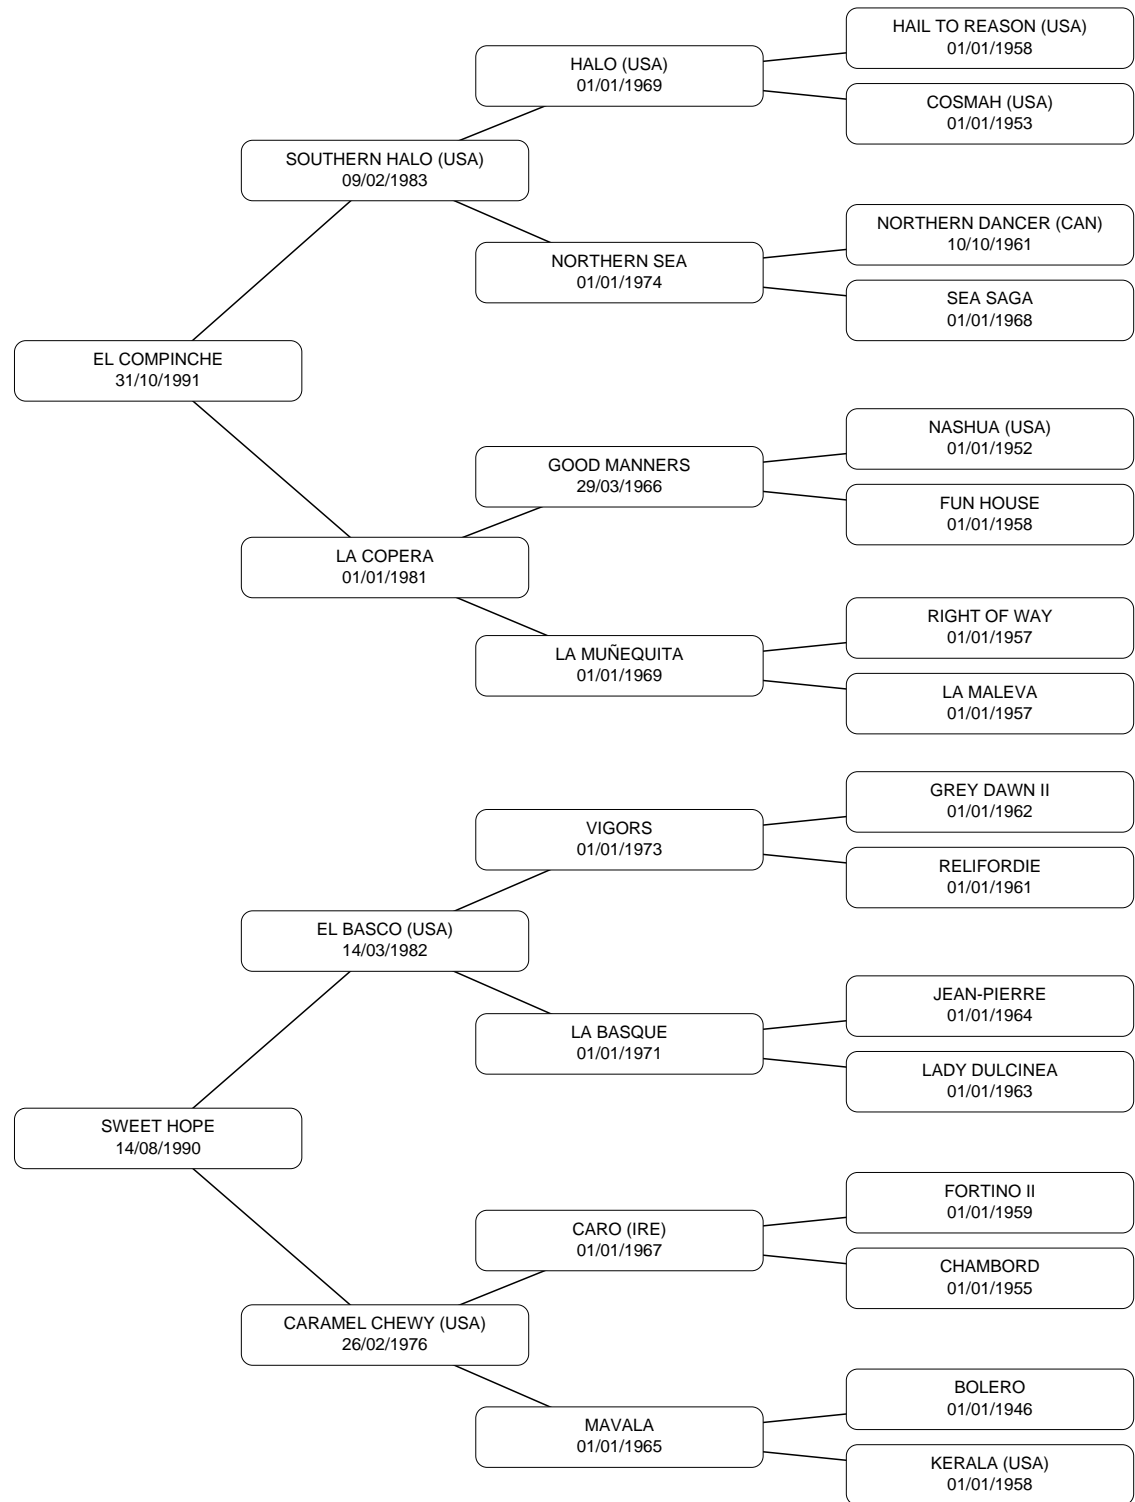 HAIL TO REASON (USA)
01/01/1958
HALO (USA)
01/01/1969
COSMAH (USA)
01/01/1953
SOUTHERN HALO (USA)
09/02/1983
NORTHERN DANCER (CAN)
10/10/1961
NORTHERN SEA
01/01/1974
SEA SAGA
01/01/1968
EL COMPINCHE
31/10/1991
NASHUA (USA)
01/01/1952
GOOD MANNERS
29/03/1966
FUN HOUSE
01/01/1958
LA COPERA
01/01/1981
RIGHT OF WAY
01/01/1957
LA MUÑEQUITA
01/01/1969
LA MALEVA
01/01/1957
GREY DAWN II
01/01/1962
VIGORS
01/01/1973
RELIFORDIE
01/01/1961
EL BASCO (USA)
14/03/1982
JEAN-PIERRE
01/01/1964
LA BASQUE
01/01/1971
LADY DULCINEA
01/01/1963
SWEET HOPE
14/08/1990
FORTINO II
01/01/1959
CARO (IRE)
01/01/1967
CHAMBORD
01/01/1955
CARAMEL CHEWY (USA)
26/02/1976
BOLERO
01/01/1946
MAVALA
01/01/1965
KERALA (USA)
01/01/1958